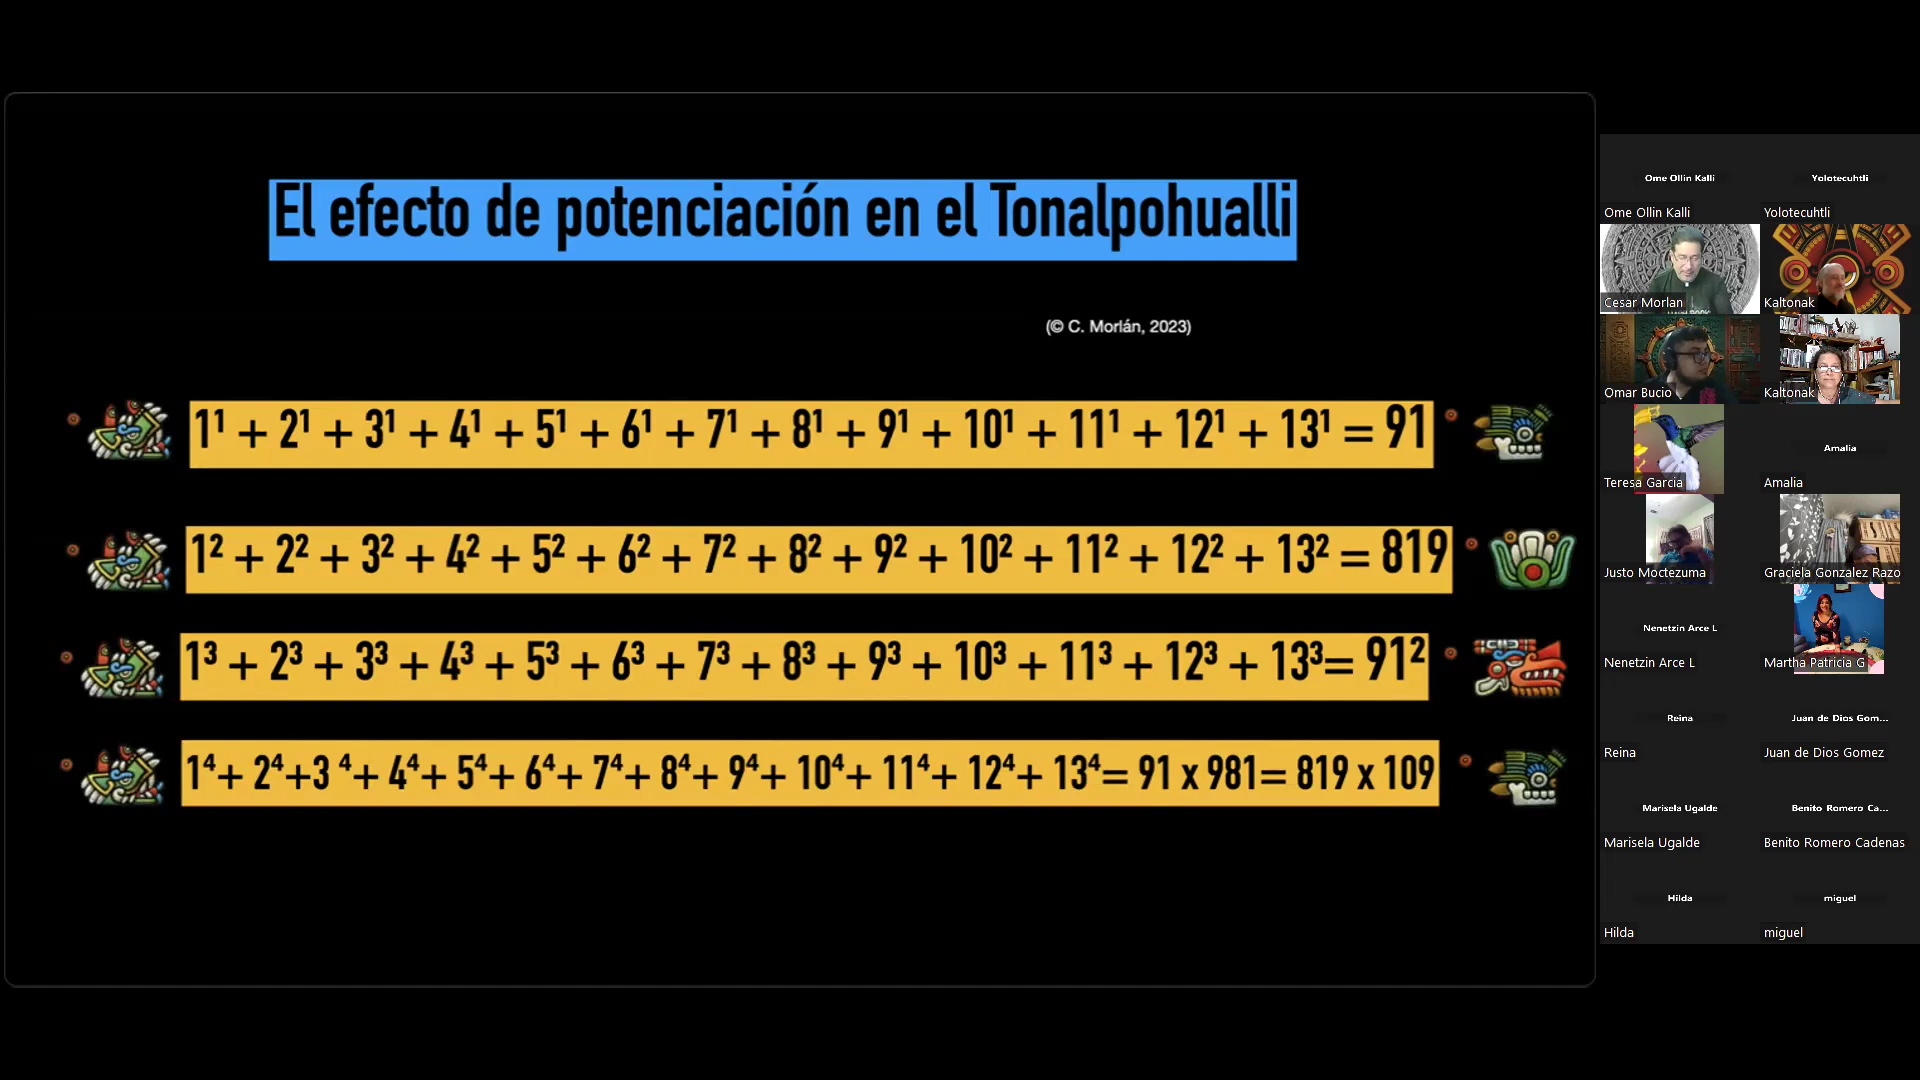 El efecto de potenciación en el Tonalpohualli
(© C. Morlán, 2023)
1¹ + 2¹ + 3¹ + 4¹ + 5¹ + 6¹ + 7¹ + 8¹ + 9¹ + 10¹ + 11¹ + 12¹ + 13¹ = 91
1² + 2² + 3² + 4² + 5² + 6² + 7² + 8² + 9² + 10² + 11² + 12² + 13² = 819
1³ + 2³ + 3³ + 4³ + 5³ + 6³ + 7³ + 8³ + 9³ + 10³ + 11³ + 12³ + 13³= 91²
1⁴+ 2⁴+3 ⁴+ 4⁴+ 5⁴+ 6⁴+ 7⁴+ 8⁴+ 9⁴+ 10⁴+ 11⁴+ 12⁴+ 13⁴= 91 x 981= 819 x 109
Ome Ollin Kalli
Yolotecuhtli
Ome Ollin Kalli
Yolotecuhtli
Cesar Morlan
Kaltonak
Omar Bucio
Kaltonak
Amalia
Teresa Garcia
Amalia
Justo Moctezuma
Graciela Gonzalez Razo
Nenetzin Arce L
Nenetzin Arce L
Martha Patricia G
Reina
Juan de Dios Gom...
Reina
Juan de Dios Gomez
Marisela Ugalde
Benito Romero Ca...
Marisela Ugalde
Benito Romero Cadenas
Hilda
miguel
Hilda
miguel